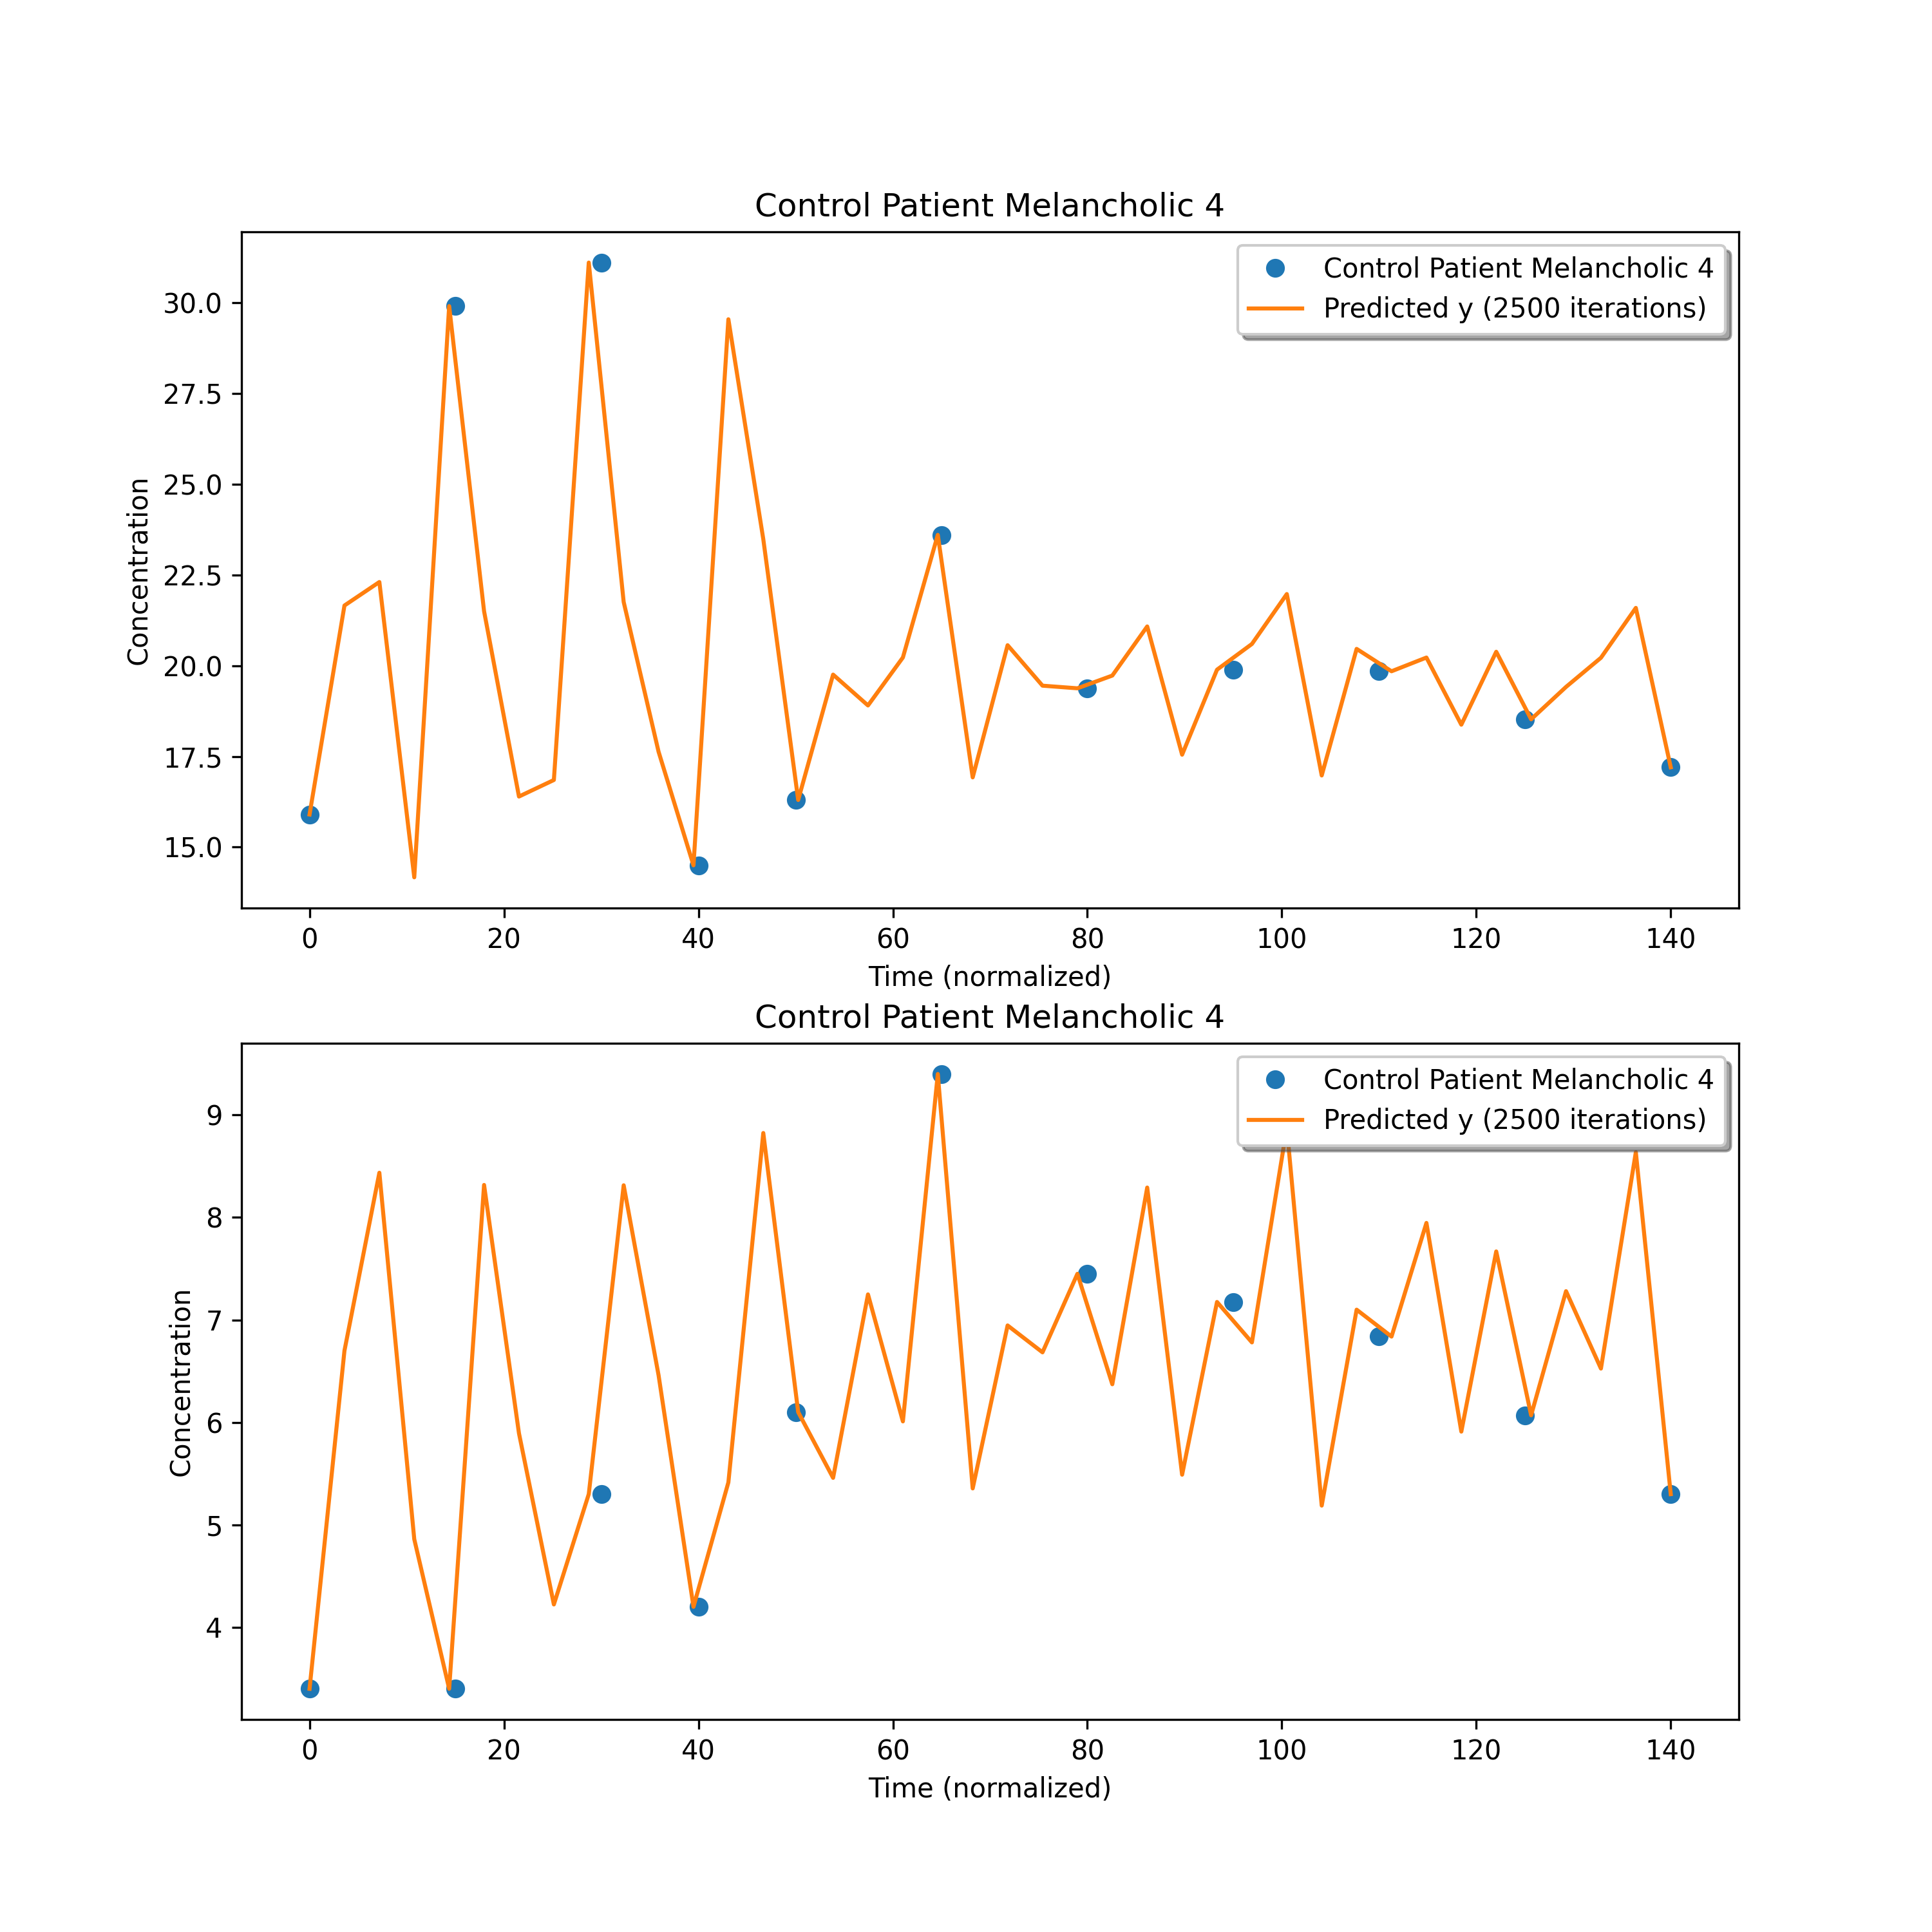 Control Patient Melancholic 4
Control Patient Melancholic 4
Predicted y (2500 iterations)
Concentration
30.0
27.5
25.0
22.5
20.0
17.5
15.0
0 20 40 60 80 100 120 140
Time (normalized)
Control Patient Melancholic 4
Control Patient Melancholic 4
Predicted y (2500 iterations)
Concentration
9
8
7
6
5
4
0 20 40 60 80 100 120 140
Time (normalized)